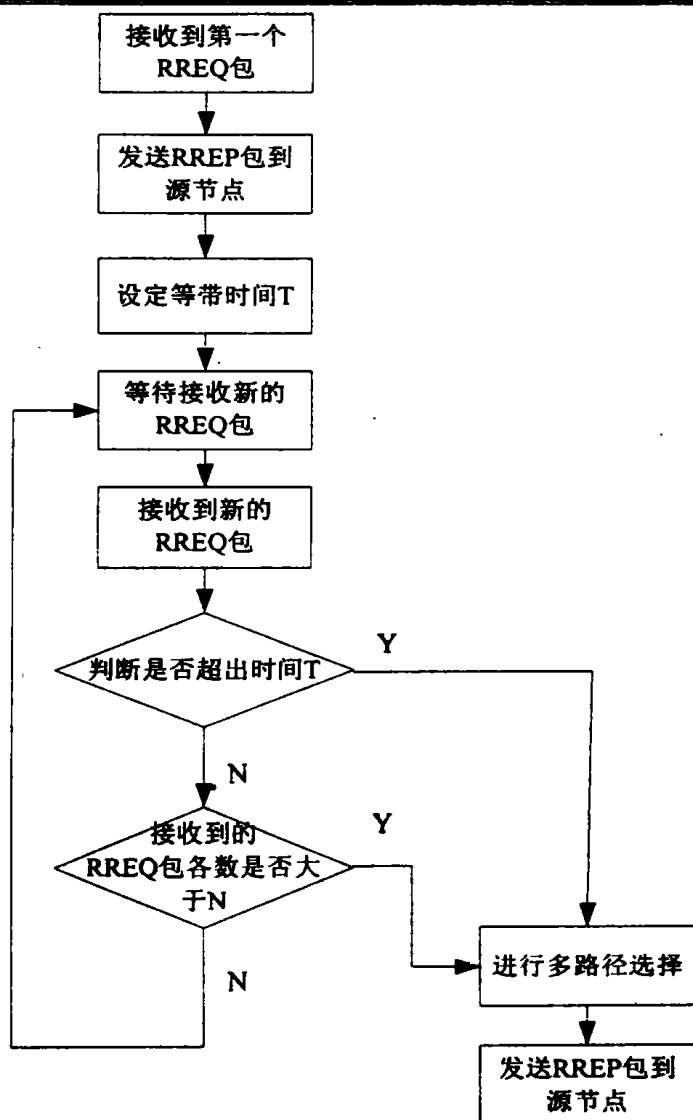 接收到第一个
RREQ包
发送RREP包到
源节点
设定等带时间T
等待接收新的
RREQ包
接收到新的
RREQ包
判断是否超出时间T
Y
N
接收到的
RREQ包各数是否大
于N
Y
N
进行多路径选择
发送RREP包到
源节点